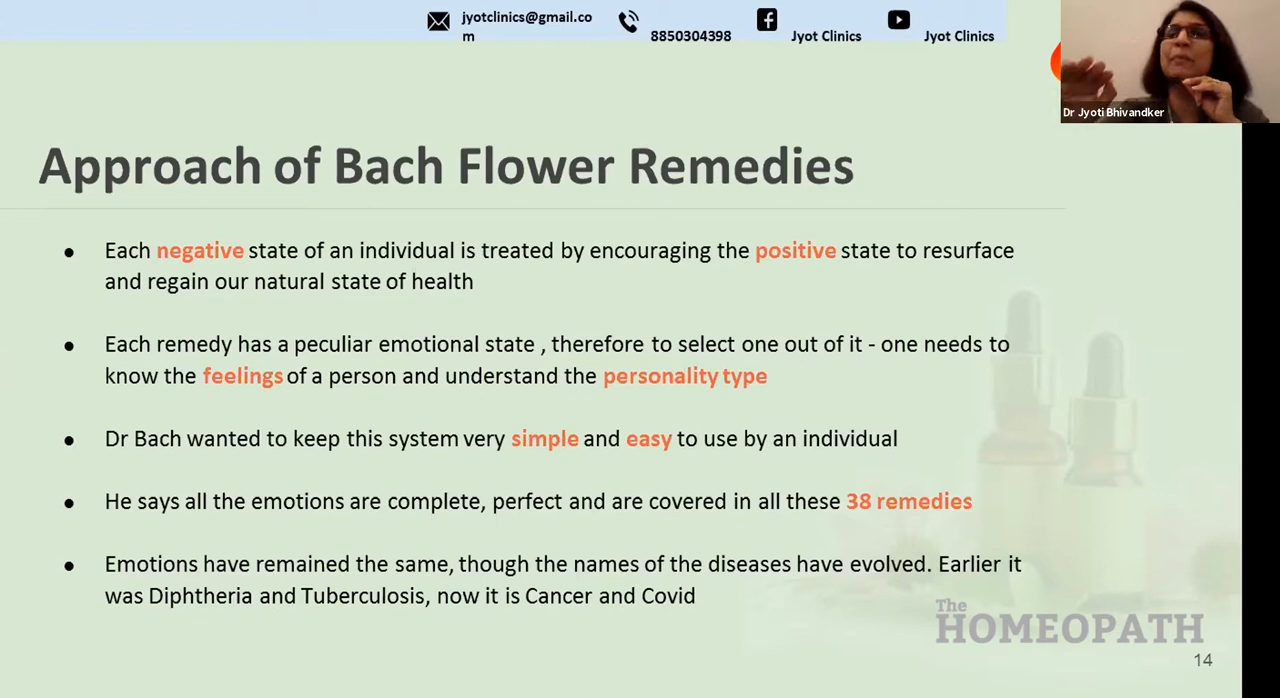 jyotclinics@gmail.co
m
8850304398
Jyot Clinics
Jyot Clinics
Dr Jyoti Bhivandker
Approach of Bach Flower Remedies
● Each negative state of an individual is treated by encouraging the positive state to resurface
and regain our natural state of health
● Each remedy has a peculiar emotional state , therefore to select one out of it - one needs to
know the feelings of a person and understand the personality type
● Dr Bach wanted to keep this system very simple and easy to use by an individual
● He says all the emotions are complete, perfect and are covered in all these 38 remedies
● Emotions have remained the same, though the names of the diseases have evolved. Earlier it
was Diphtheria and Tuberculosis, now it is Cancer and Covid
The
HOMEOPATH
14